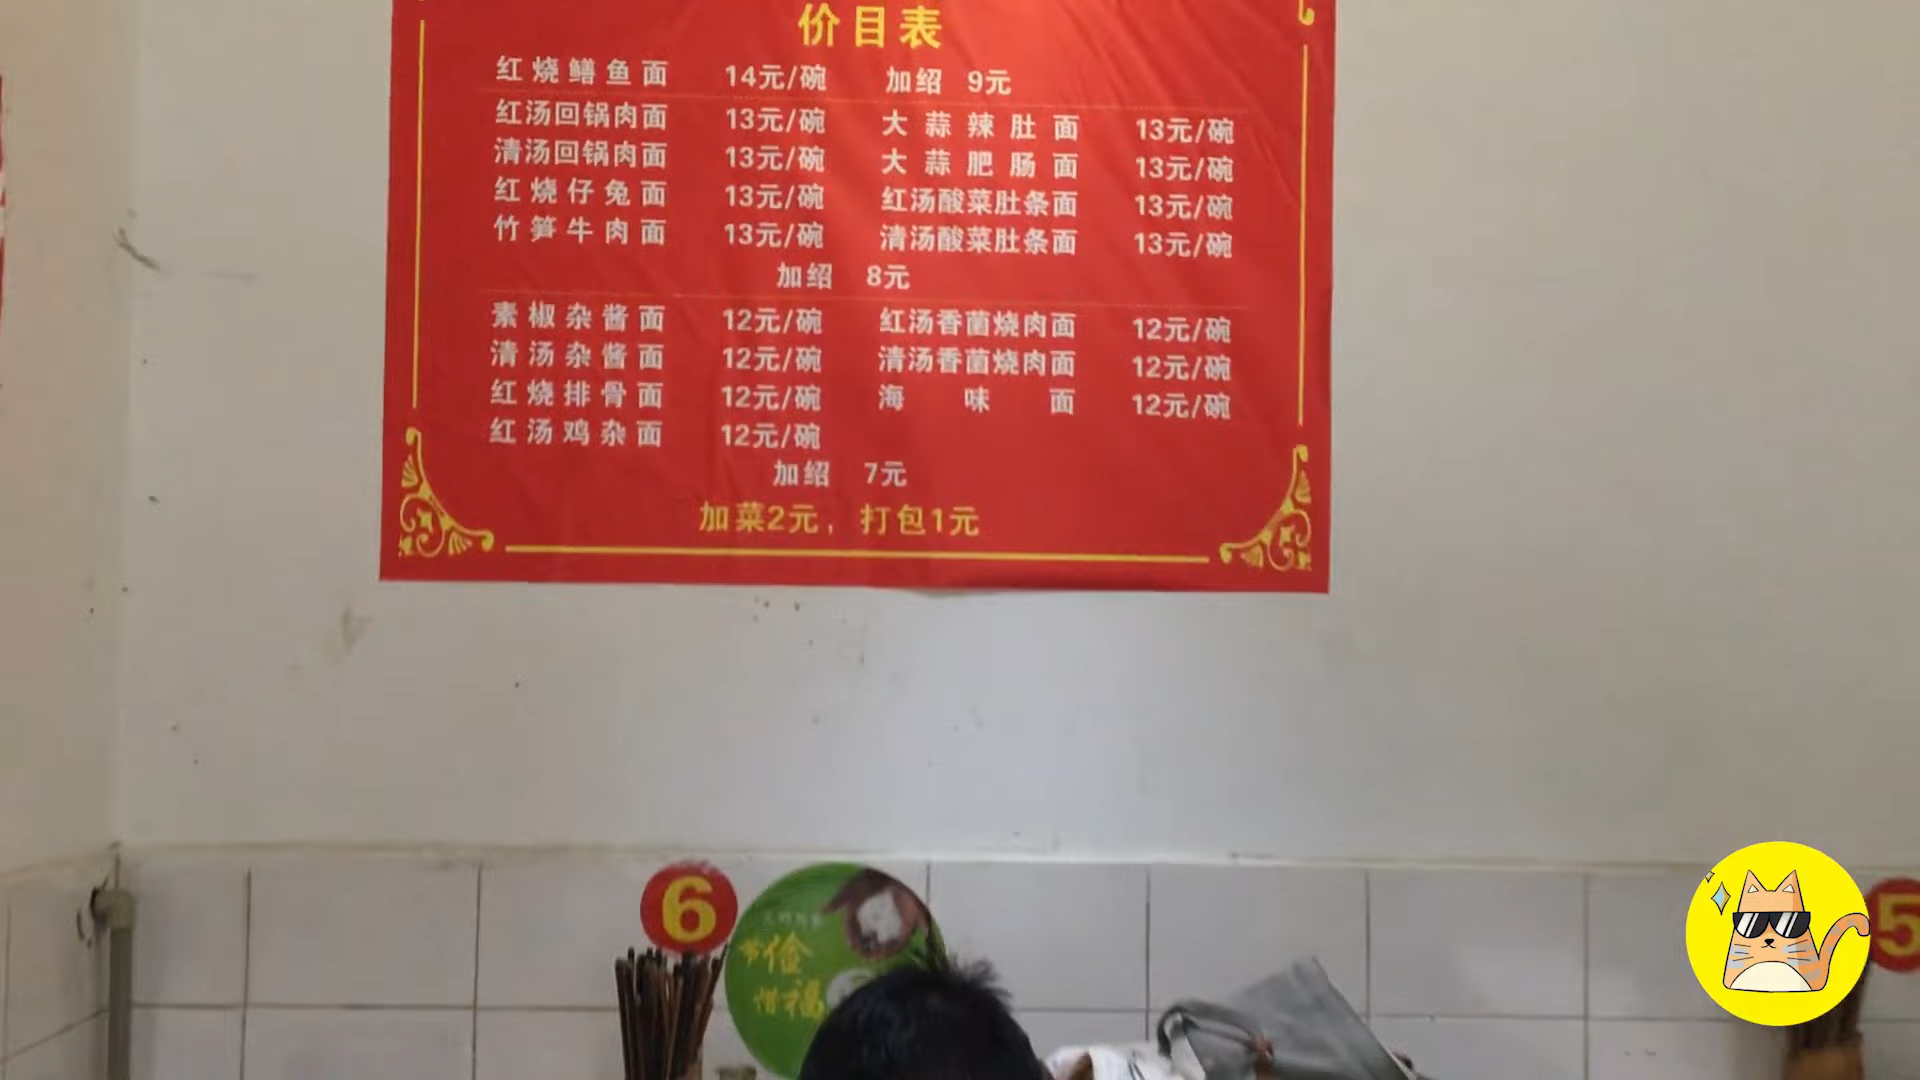 价目表
红烧鳝鱼面 14元/碗 加绍 9元
红汤回锅肉面 13元/碗 大蒜辣肚面 13元/碗
清汤回锅肉面 13元/碗 大蒜肥肠面 13元/碗
红烧仔兔面 13元/碗 红汤酸菜肚条面 13元/碗
竹笋牛肉面 13元/碗 清汤酸菜肚条面 13元/碗
加绍 8元
素椒杂酱面 12元/碗 红汤香菌烧肉面 12元/碗
清汤杂酱面 12元/碗 清汤香菌烧肉面 12元/碗
红烧排骨面 12元/碗 海味面 12元/碗
红汤鸡杂面 12元/碗
加绍 7元
加菜2元，打包1元
6
节俭
惜福
5